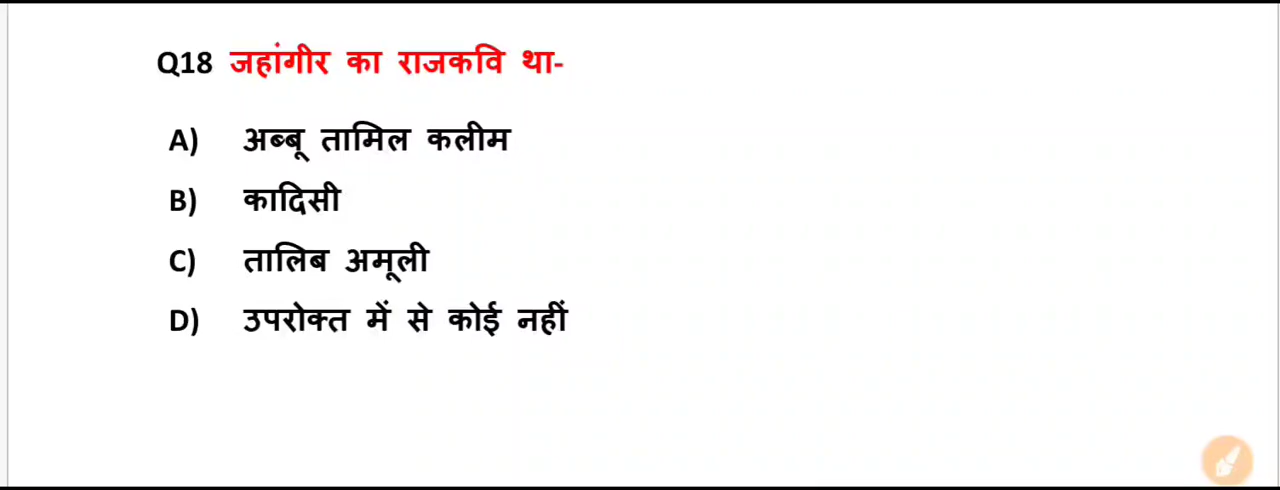 Q18 जहांगीर का राजकवि था-
A) अब्बू तामिल कलीम
B) कादिसी
C) तालिब अमूली
D) उपरोक्त में से कोई नहीं